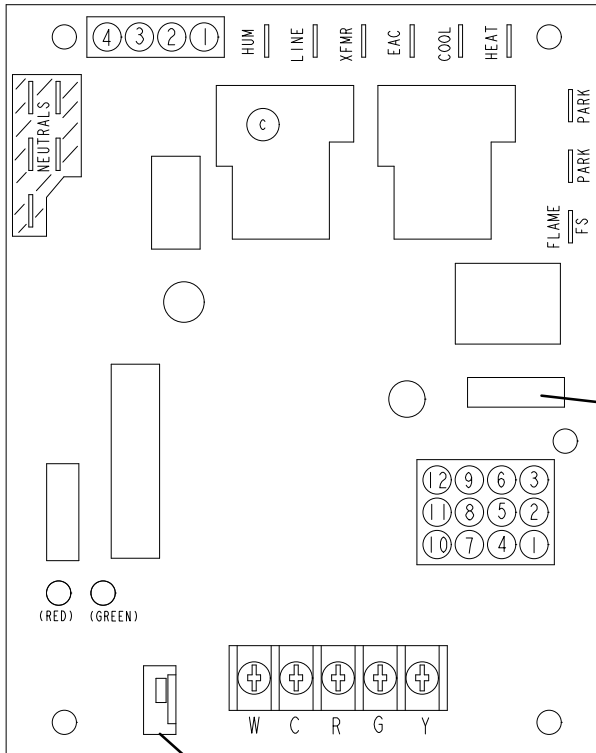 4 3 2 1
HUM LINE XFMR EAC COOL HEAT
NEUTRALS
C
PARK
PARK
FLAME
FS
12 9 6 3
11 8 5 2
10 7 4 1
(RED) (GREEN)
W C R G Y